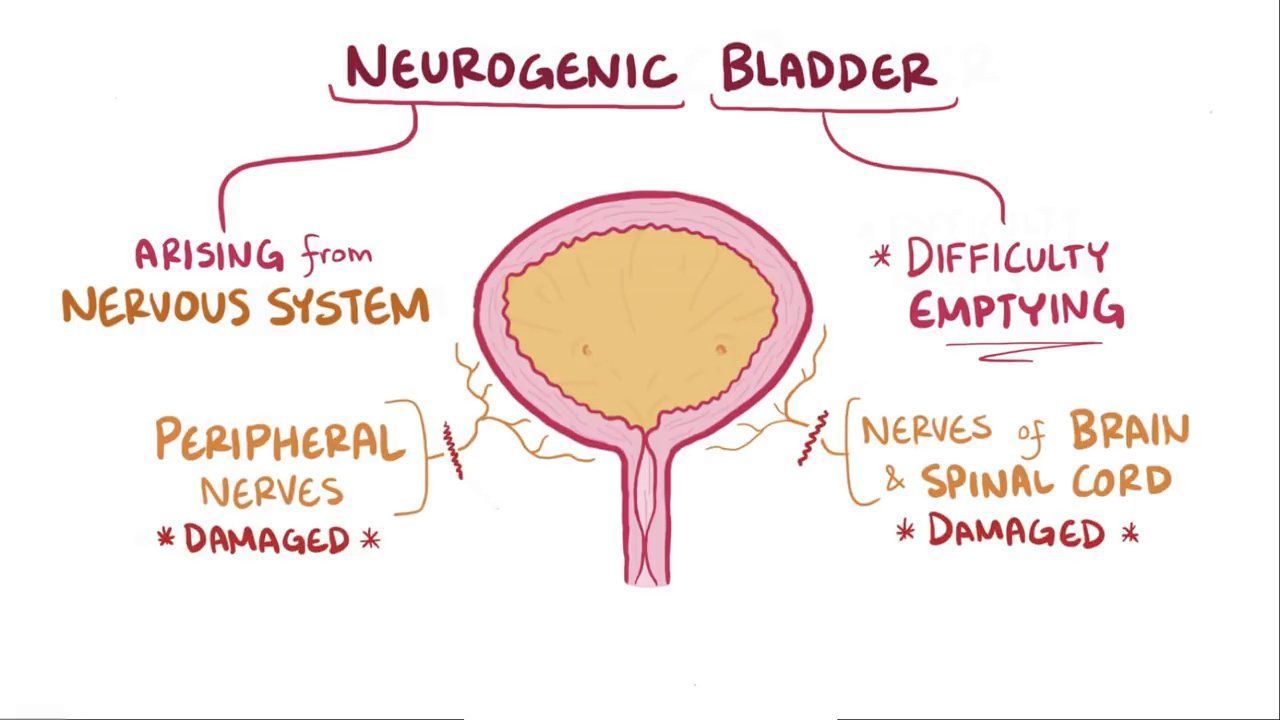 NEUROGENIC BLADDER
ARISING from
NERVOUS SYSTEM
* DIFFICULTY
EMPTYING
PERIPHERAL
NERVES
* DAMAGED *
NERVES of BRAIN
& SPINAL CORD
* DAMAGED *